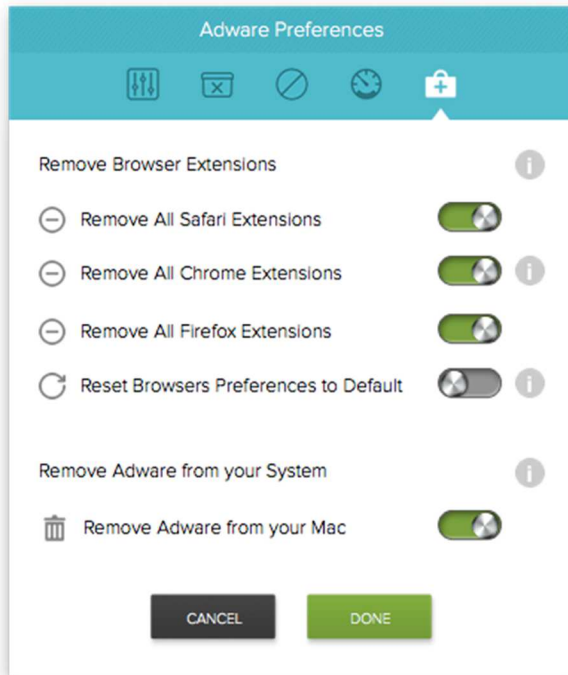 Adware Preferences
Remove Browser Extensions
Remove All Safari Extensions
Remove All Chrome Extensions
Remove All Firefox Extensions
Reset Browsers Preferences to Default
Remove Adware from your System
Remove Adware from your Mac
CANCEL
DONE